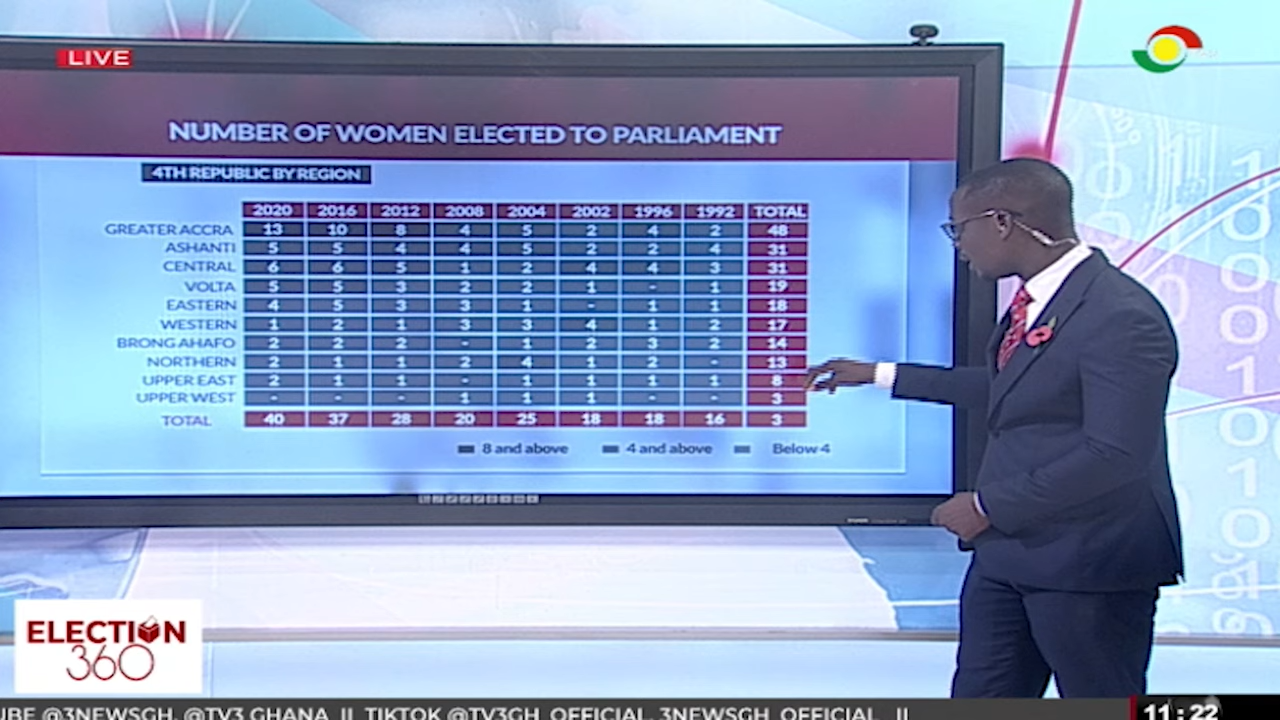 LIVE
NUMBER OF WOMEN ELECTED TO PARLIAMENT
4TH REPUBLIC BY REGION
2020 2016 2012 2008 2004 2002 1996 1992 TOTAL
GREATER ACCRA 13 10 8 4 5 2 4 2 48
ASHANTI 5 5 4 4 5 2 2 4 31
CENTRAL 6 6 5 1 2 4 4 3 31
VOLTA 5 5 3 2 2 1 - 1 19
EASTERN 4 5 3 3 1 - 1 1 18
WESTERN 1 2 1 3 3 4 1 2 17
BRONG AHAFO 2 2 2 - 1 2 3 2 14
NORTHERN 2 1 1 2 4 1 2 - 13
UPPER EAST 2 1 1 - 1 1 1 1 8
UPPER WEST - - - 1 1 1 - - 3
TOTAL 40 37 28 20 25 18 18 16 3
8 and above 4 and above Below 4
ELECTION
360
UBE @3NEWSGH, @TV3 GHANA || TIKTOK @TV3GH_OFFICIAL, 3NEWSGH_OFFICIAL ||
11:22